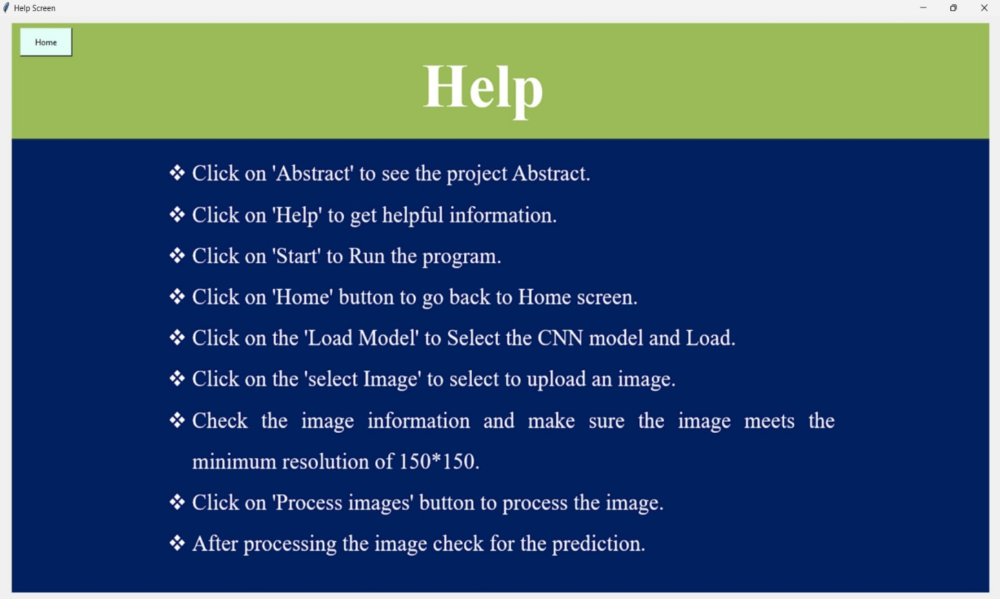 Help Screen
Home
Help
❖ Click on 'Abstract' to see the project Abstract.
❖ Click on 'Help' to get helpful information.
❖ Click on 'Start' to Run the program.
❖ Click on 'Home' button to go back to Home screen.
❖ Click on the 'Load Model' to Select the CNN model and Load.
❖ Click on the 'select Image' to select to upload an image.
❖ Check the image information and make sure the image meets the
minimum resolution of 150*150.
❖ Click on 'Process images' button to process the image.
❖ After processing the image check for the prediction.